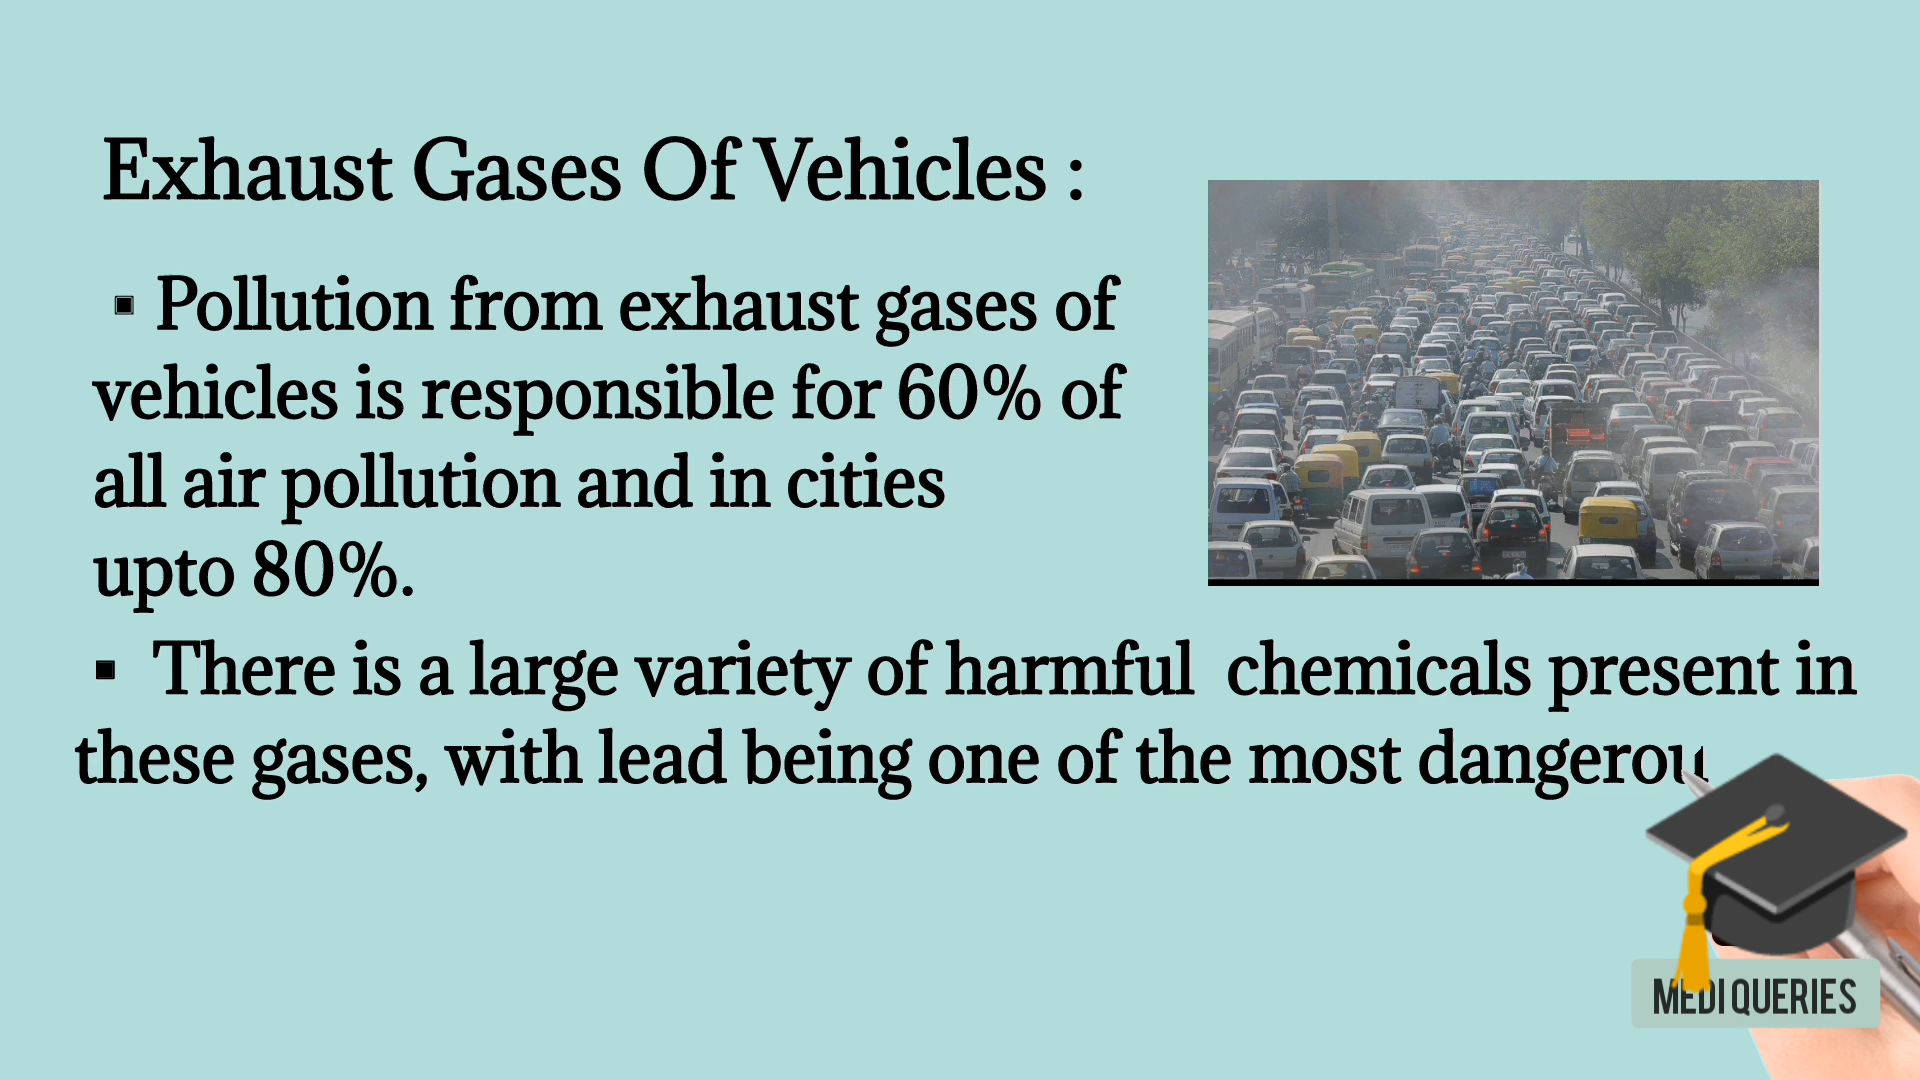 Exhaust Gases Of Vehicles :
▪ Pollution from exhaust gases of
vehicles is responsible for 60% of
all air pollution and in cities
upto 80%.
▪ There is a large variety of harmful chemicals present in
these gases, with lead being one of the most dangerou
MEDI QUERIES